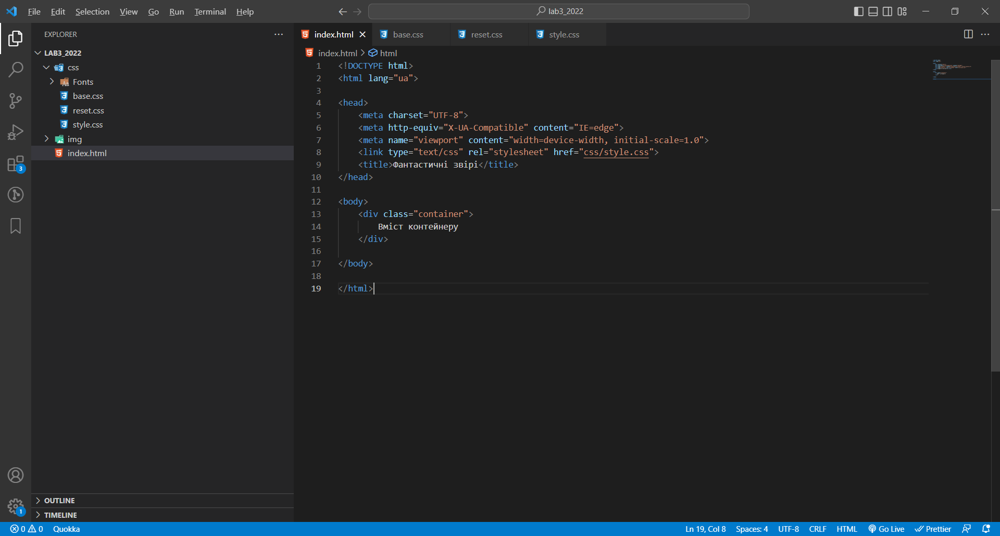 File Edit Selection View Go Run Terminal Help
lab3_2022
EXPLORER
LAB3_2022
css
Fonts
base.css
reset.css
style.css
img
index.html
3
OUTLINE
TIMELINE
1
index.html base.css reset.css style.css
index.html > html
1 <!DOCTYPE html>
2 <html lang="ua">
3
4 <head>
5 <meta charset="UTF-8">
6 <meta http-equiv="X-UA-Compatible" content="IE=edge">
7 <meta name="viewport" content="width=device-width, initial-scale=1.0">
8 <link type="text/css" rel="stylesheet" href="css/style.css">
9 <title>Фантастичні звірі</title>
10 </head>
11
12 <body>
13 <div class="container">
14 Вміст контейнеру
15 </div>
16
17 </body>
18
19 </html>
0 0 Quokka Ln 19, Col 8 Spaces: 4 UTF-8 CRLF HTML Go Live Prettier